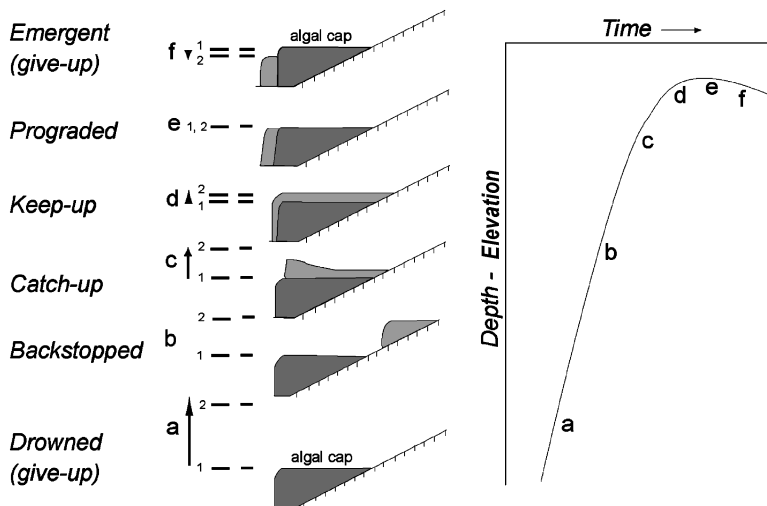 Emergent
(give-up)
f
1
2
algal cap
Prograded
e
1, 2
Keep-up
d
2
1
Catch-up
c
2
1
Backstopped
b
2
1
Drowned
(give-up)
a
2
1
algal cap
Time
Depth - Elevation
d
e
f
c
b
a